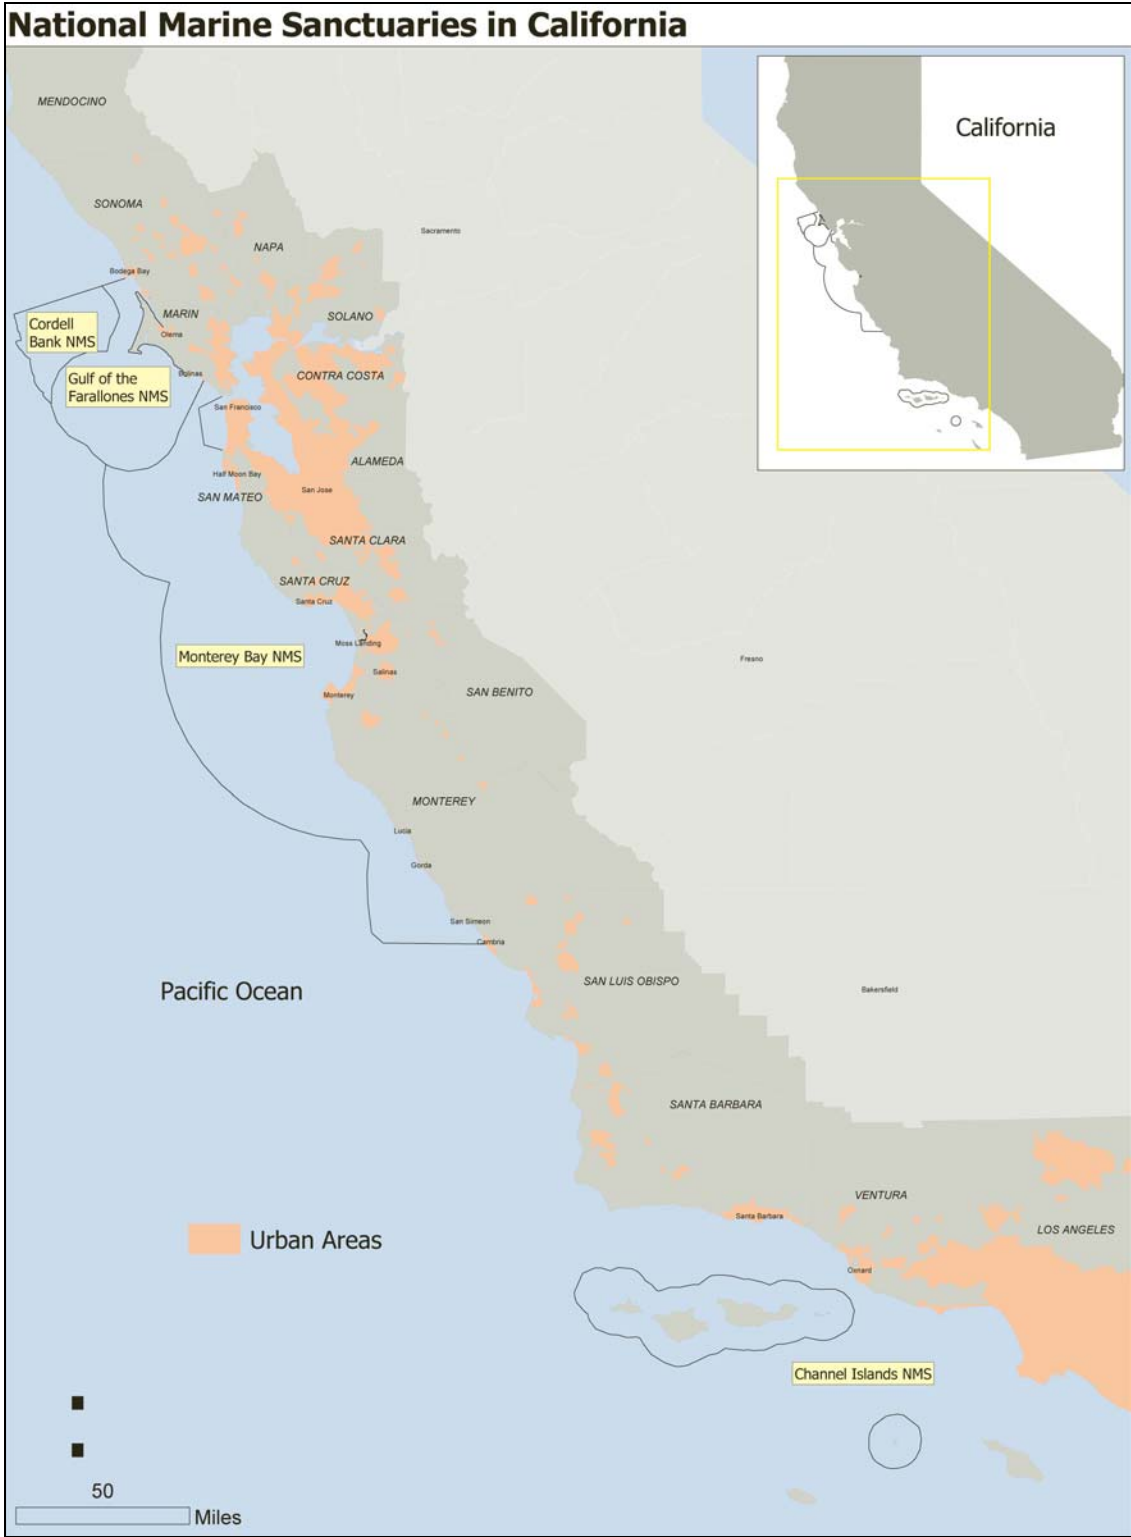 National Marine Sanctuaries in California
California
MENDOCINO
SONOMA
NAPA
Sacramento
Bodega Bay
MARIN
SOLANO
Cordell
Bank NMS
Olema
Gulf of the
Farallones NMS
Bolinas
CONTRA COSTA
San Francisco
ALAMEDA
Half Moon Bay
SAN MATEO
San Jose
SANTA CLARA
SANTA CRUZ
Santa Cruz
Moss Landing
Monterey Bay NMS
Fresno
Salinas
Monterey
SAN BENITO
MONTEREY
Lucia
Gorda
San Simeon
Cambria
SAN LUIS OBISPO
Pacific Ocean
Bakersfield
SANTA BARBARA
VENTURA
Santa Barbara
LOS ANGELES
Urban Areas
Oxnard
Channel Islands NMS
50
Miles